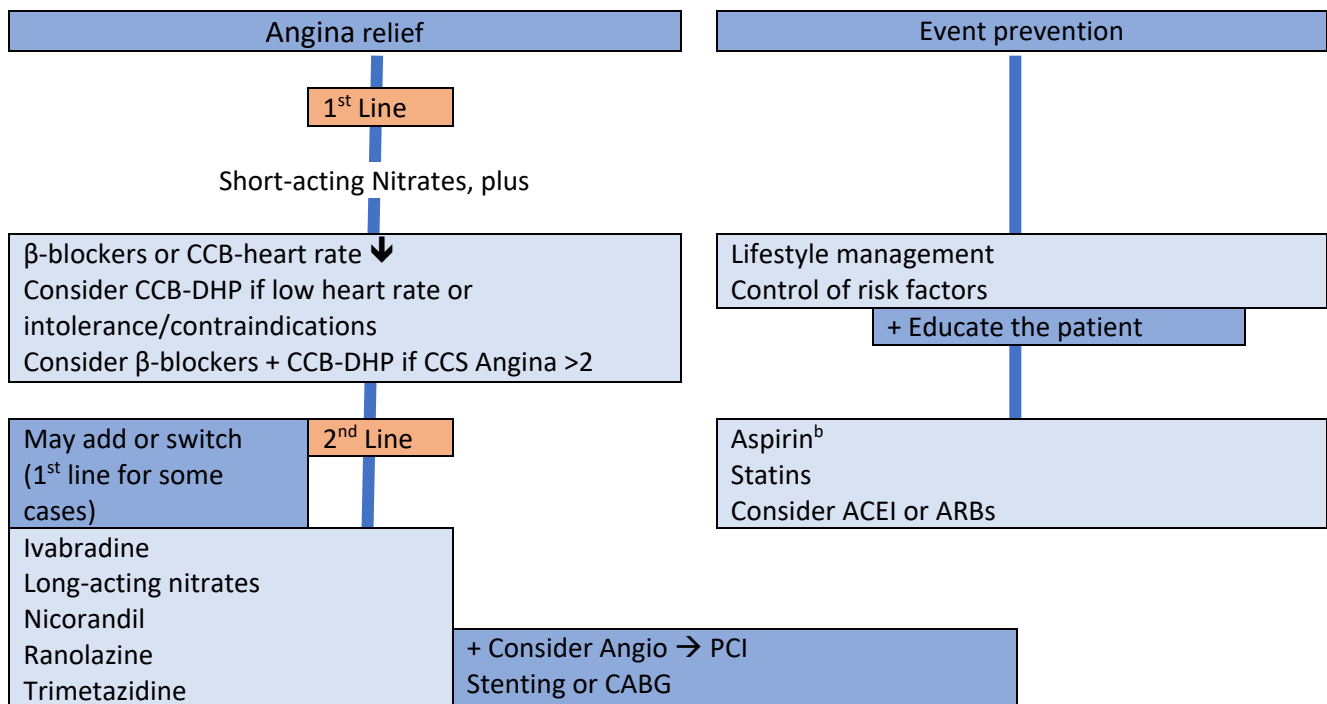 Angina relief
1st Line
Short-acting Nitrates, plus
β-blockers or CCB-heart rate 🡻
Consider CCB-DHP if low heart rate or
intolerance/contraindications
Consider β-blockers + CCB-DHP if CCS Angina >2
May add or switch
(1st line for some
cases)
2nd Line
Ivabradine
Long-acting nitrates
Nicorandil
Ranolazine
Trimetazidine
+ Consider Angio → PCI
Stenting or CABG
Event prevention
Lifestyle management
Control of risk factors
+ Educate the patient
Aspirinb
Statins
Consider ACEI or ARBs